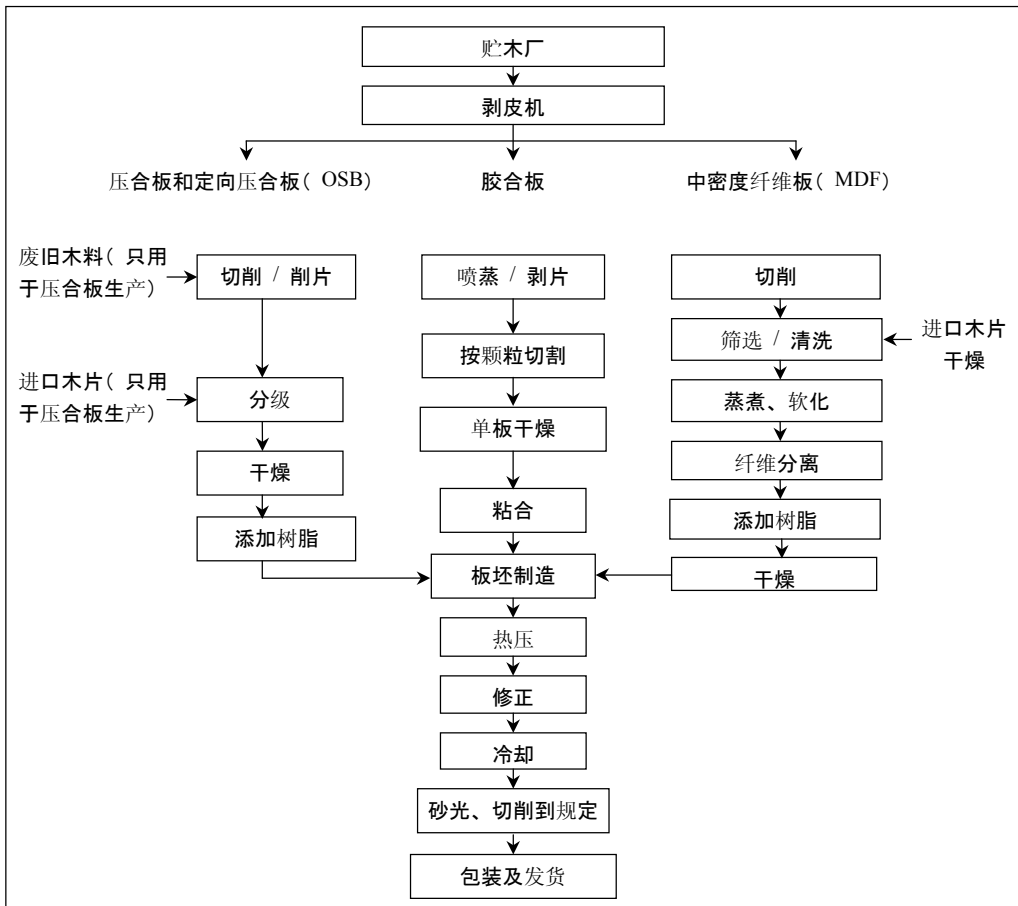 贮木厂
剥皮机
压合板和定向压合板( OSB)
胶合板
中密度纤维板( MDF)
废旧木料( 只用
于压合板生产)
切削 / 削片
喷蒸 / 剥片
切削
按颗粒切割
筛选 / 清洗
进口木片
干燥
进口木片( 只用
于压合板生产)
分级
单板干燥
蒸煮、软化
干燥
纤维分离
粘合
添加树脂
添加树脂
板坯制造
干燥
热压
修正
冷却
砂光、切削到规定
包装及发货